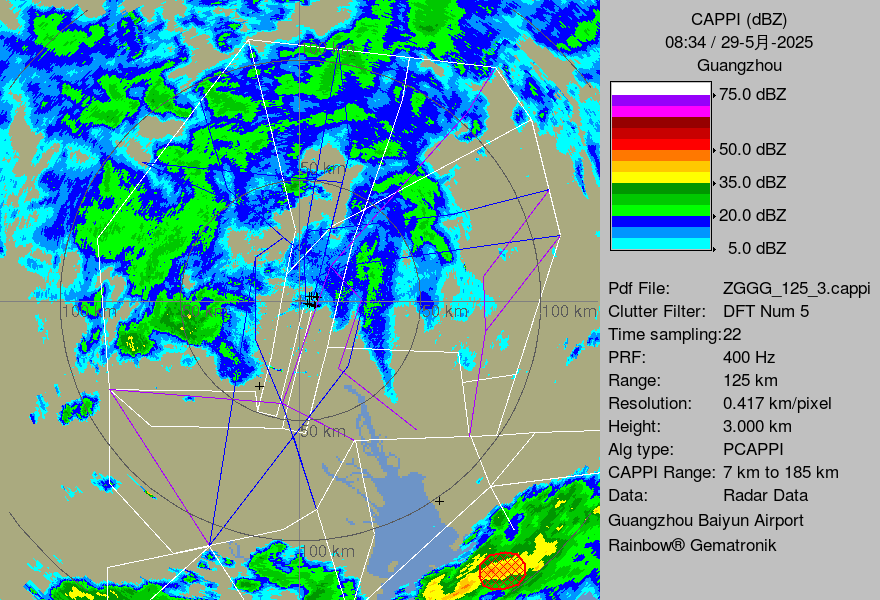 CAPPI (dBZ)
08:34 / 29-5月-2025
Guangzhou
75.0 dBZ
50.0 dBZ
35.0 dBZ
20.0 dBZ
5.0 dBZ
Pdf File: ZGGG_125_3.cappi
Clutter Filter: DFT Num 5
Time sampling:22
PRF: 400 Hz
Range: 125 km
Resolution: 0.417 km/pixel
Height: 3.000 km
Alg type: PCAPPI
CAPPI Range: 7 km to 185 km
Data: Radar Data
Guangzhou Baiyun Airport
Rainbow® Gematronik
50 km
100 km
50 km
100 km
50 km
100 km